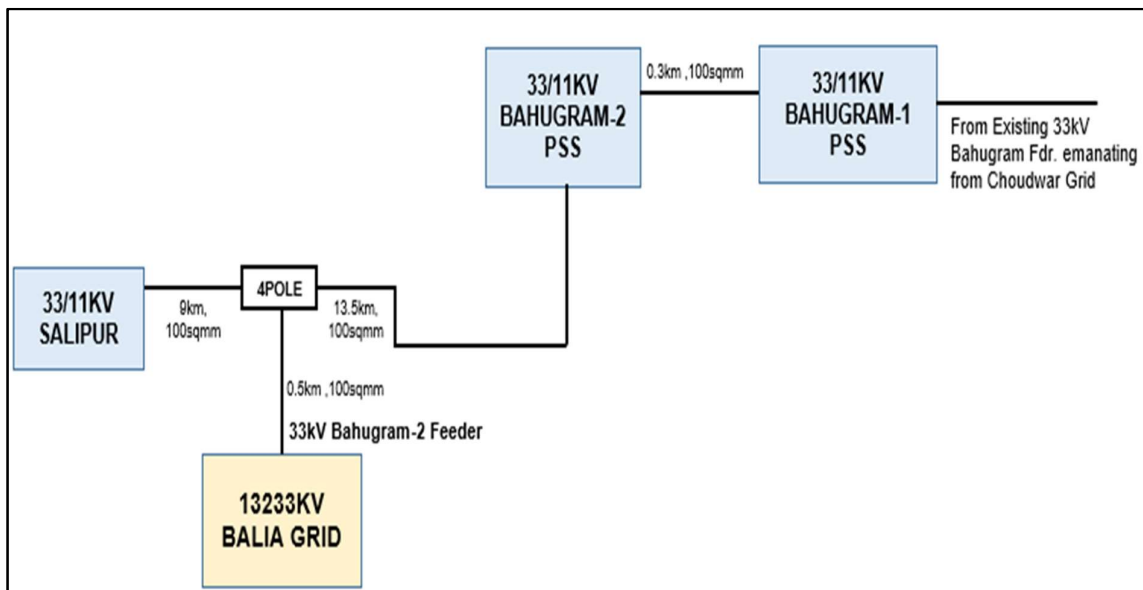 33/11KV
BAHUGRAM-2
PSS
0.3km ,100sqmm
33/11KV
BAHUGRAM-1
PSS
From Existing 33kV
Bahugram Fdr. emanating
from Choudwar Grid
33/11KV
SALIPUR
9km,
100sqmm
4POLE
13.5km,
100sqmm
0.5km ,100sqmm
33kV Bahugram-2 Feeder
13233KV
BALIA GRID